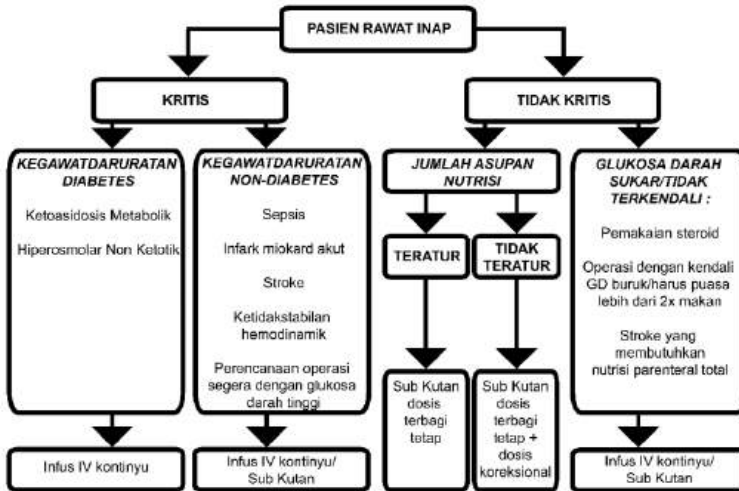 PASIEN RAWAT INAP
KRITIS
TIDAK KRITIS
KEGAWATDARURATAN
DIABETES
Ketoasidosis Metabolik
Hiperosmolar Non Ketotik
KEGAWATDARURATAN
NON-DIABETES
Sepsis
Infark miokard akut
Stroke
Ketidakstabilan
hemodinamik
Perencanaan operasi
segera dengan glukosa
darah tinggi
JUMLAH ASUPAN
NUTRISI
TERATUR
TIDAK
TERATUR
GLUKOSA DARAH
SUKAR/TIDAK
TERKENDALI :
Pemakaian steroid
Operasi dengan kendali
GD buruk/harus puasa
lebih dari 2x makan
Stroke yang
membutuhkan
nutrisi parenteral total
Infus IV kontinyu
Infus IV kontinyu/
Sub Kutan
Sub Kutan
dosis
terbagi
tetap
Sub Kutan
dosis
terbagi
tetap +
dosis
koreksional
Infus IV kontinyu/
Sub Kutan